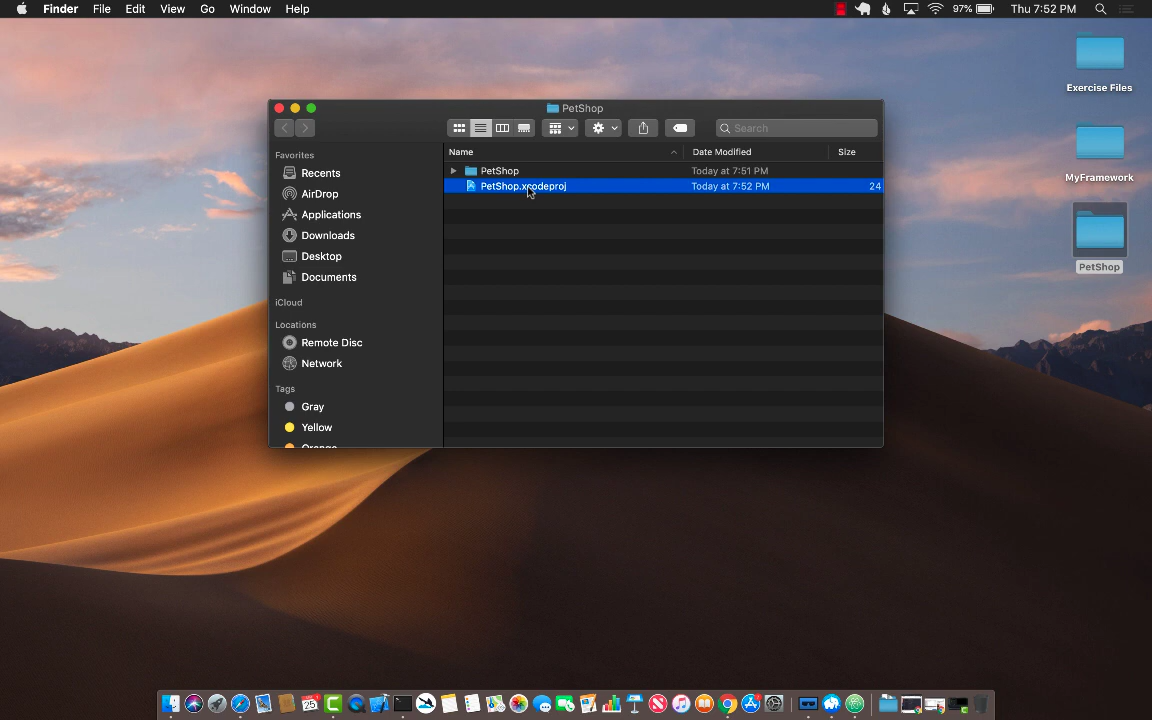 Finder File Edit View Go Window Help 97% Thu 7:52 PM
Exercise Files
MyFramework
PetShop
PetShop
Search
Favorites
Recents
AirDrop
Applications
Downloads
Desktop
Documents
iCloud
Locations
Remote Disc
Network
Tags
Gray
Yellow
Orange
Name Date Modified Size
PetShop Today at 7:51 PM
PetShop.xcodeproj Today at 7:52 PM 24
25